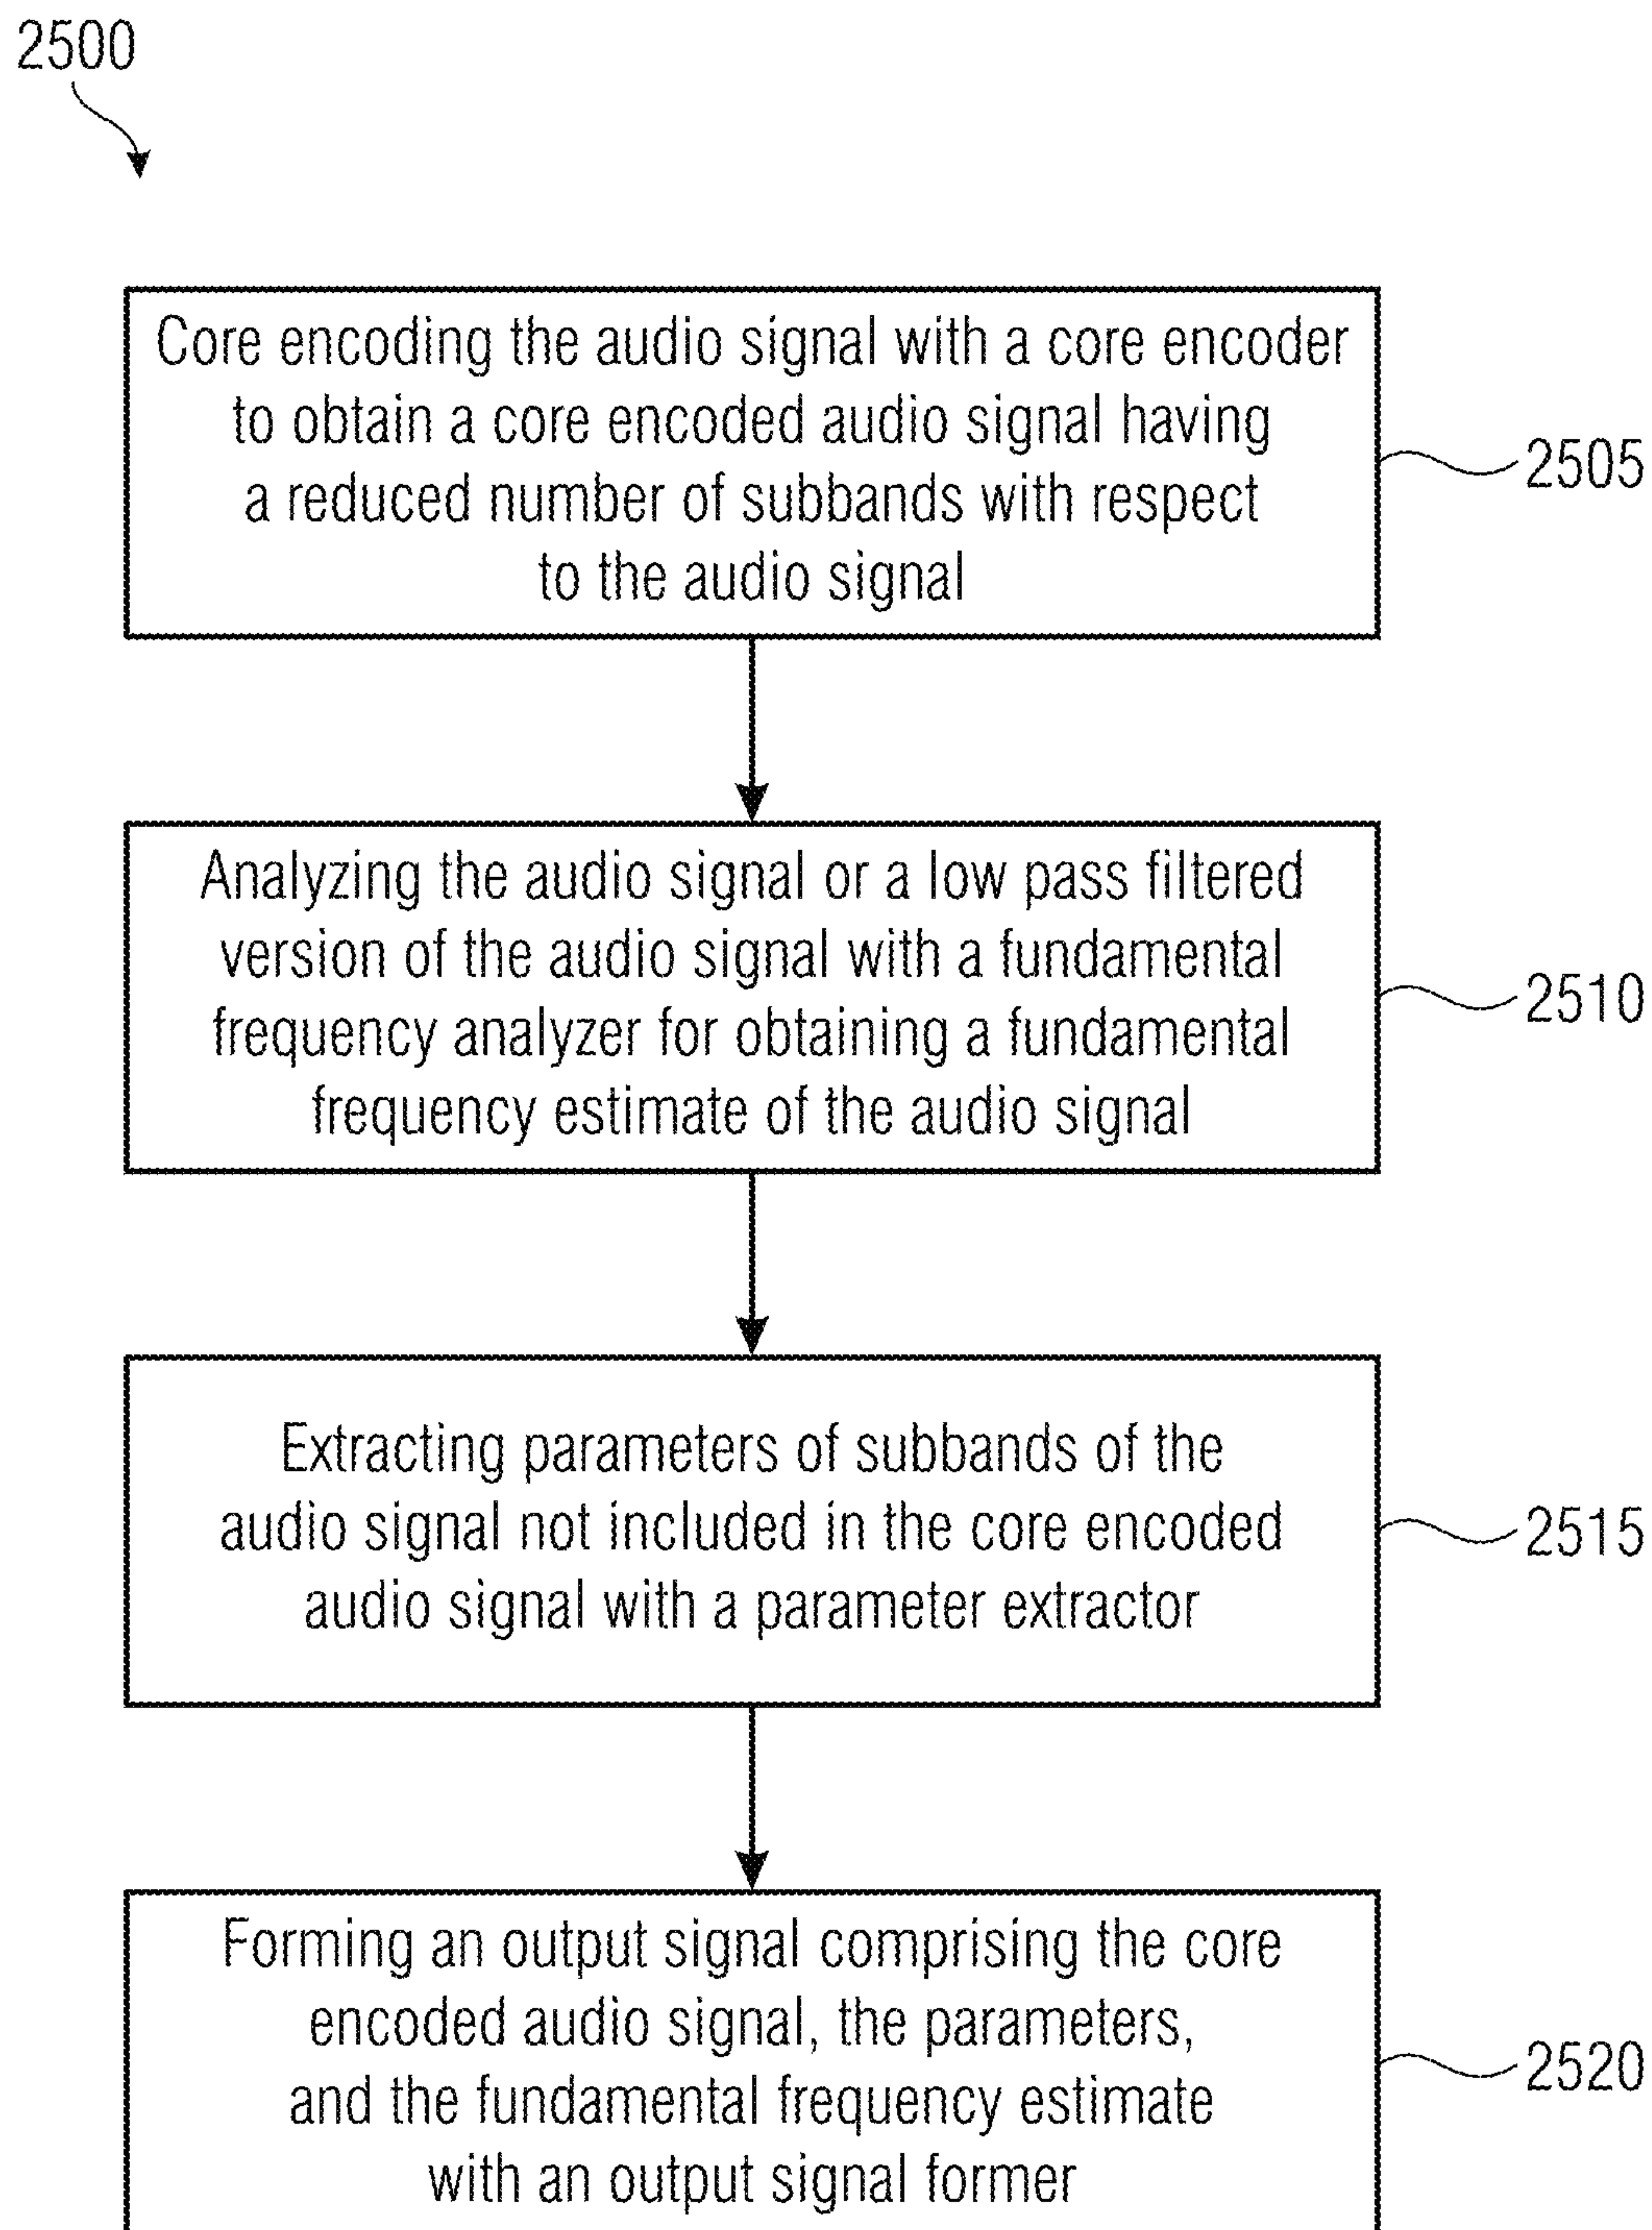 2500
Core encoding the audio signal with a core encoder
to obtain a core encoded audio signal having
a reduced number of subbands with respect
to the audio signal
2505
Analyzing the audio signal or a low pass filtered
version of the audio signal with a fundamental
frequency analyzer for obtaining a fundamental
frequency estimate of the audio signal
2510
Extracting parameters of subbands of the
audio signal not included in the core encoded
audio signal with a parameter extractor
2515
Forming an output signal comprising the core
encoded audio signal, the parameters,
and the fundamental frequency estimate
with an output signal former
2520